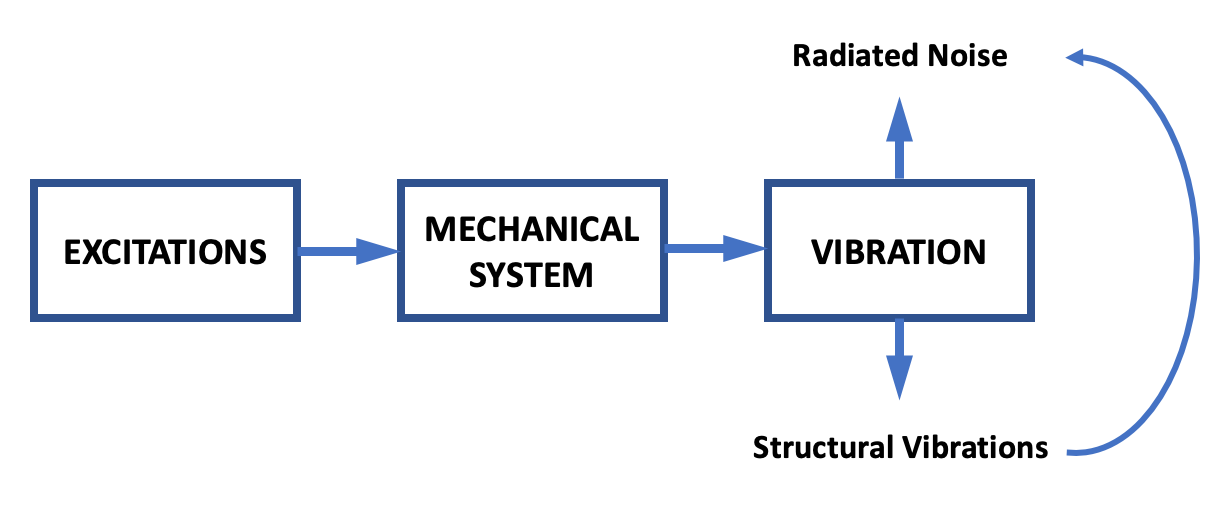 Radiated Noise
EXCITATIONS
MECHANICAL
SYSTEM
VIBRATION
Structural Vibrations